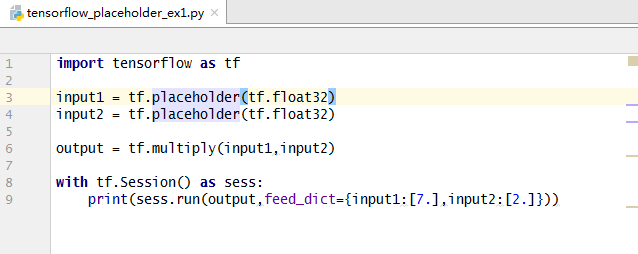 tensorflow_placeholder_ex1.py ×
1 import tensorflow as tf
2
3 input1 = tf.placeholder(tf.float32)
4 input2 = tf.placeholder(tf.float32)
5
6 output = tf.multiply(input1,input2)
7
8 with tf.Session() as sess:
9     print(sess.run(output,feed_dict={input1:[7.],input2:[2.]}))